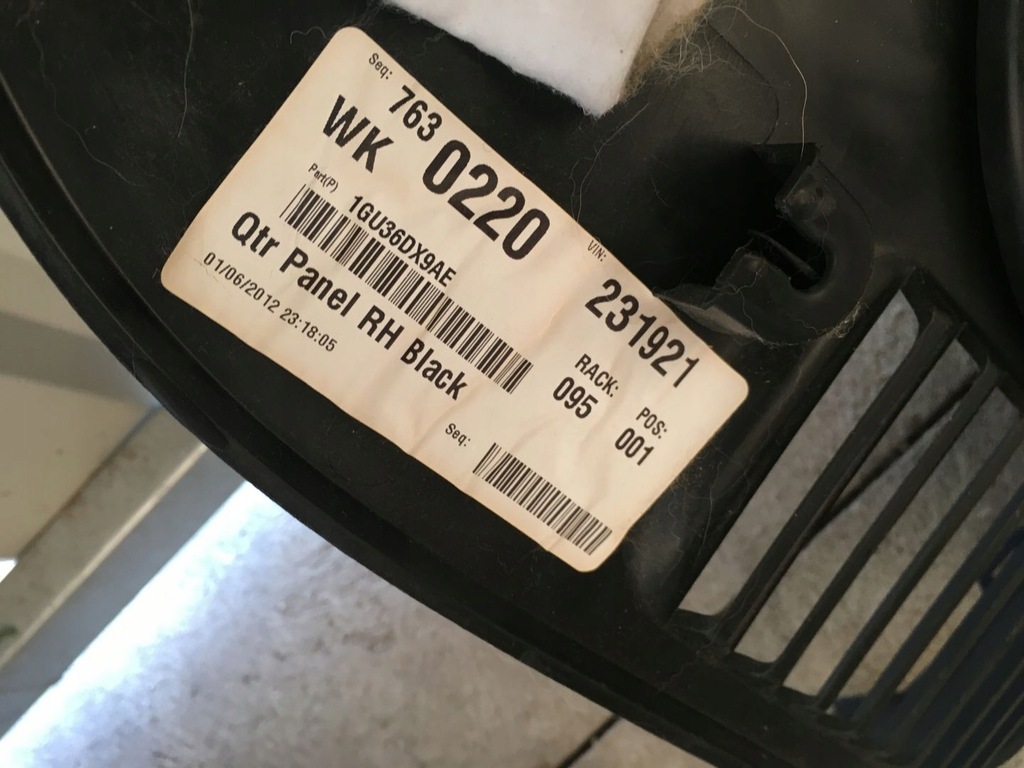 Seq: 763 0220 VIN: 231921
WK
Part(P) 1GU36DX9AE
RACK: 095 POS: 001
Qtr Panel RH Black
01/06/2012 23:18:05
Seq: